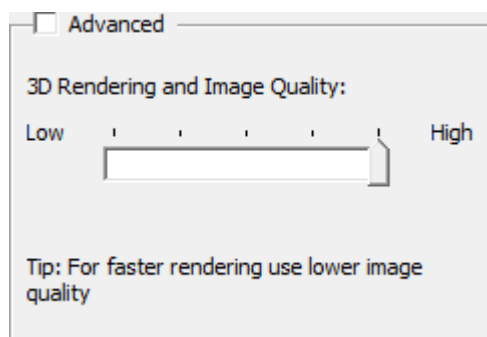 Advanced
3D Rendering and Image Quality:
Low High
Tip: For faster rendering use lower image
quality